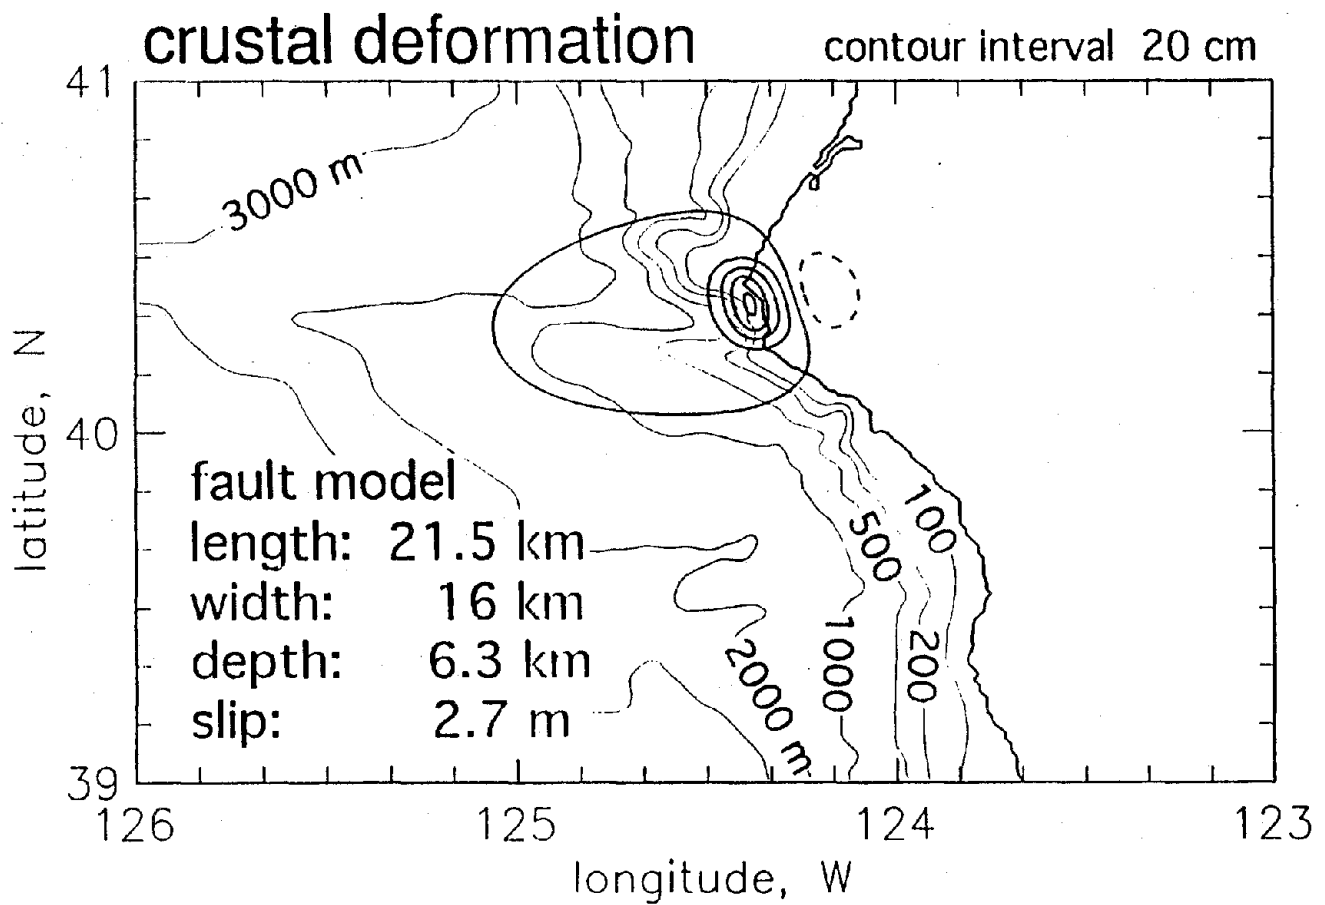 crustal deformation
contour interval 20 cm
41
3000 m
latitude, N
40
fault model
length: 21.5 km
width: 16 km
depth: 6.3 km
slip: 2.7 m
100
500
200
1000
2000 m
39
126
125
124
123
longitude, W